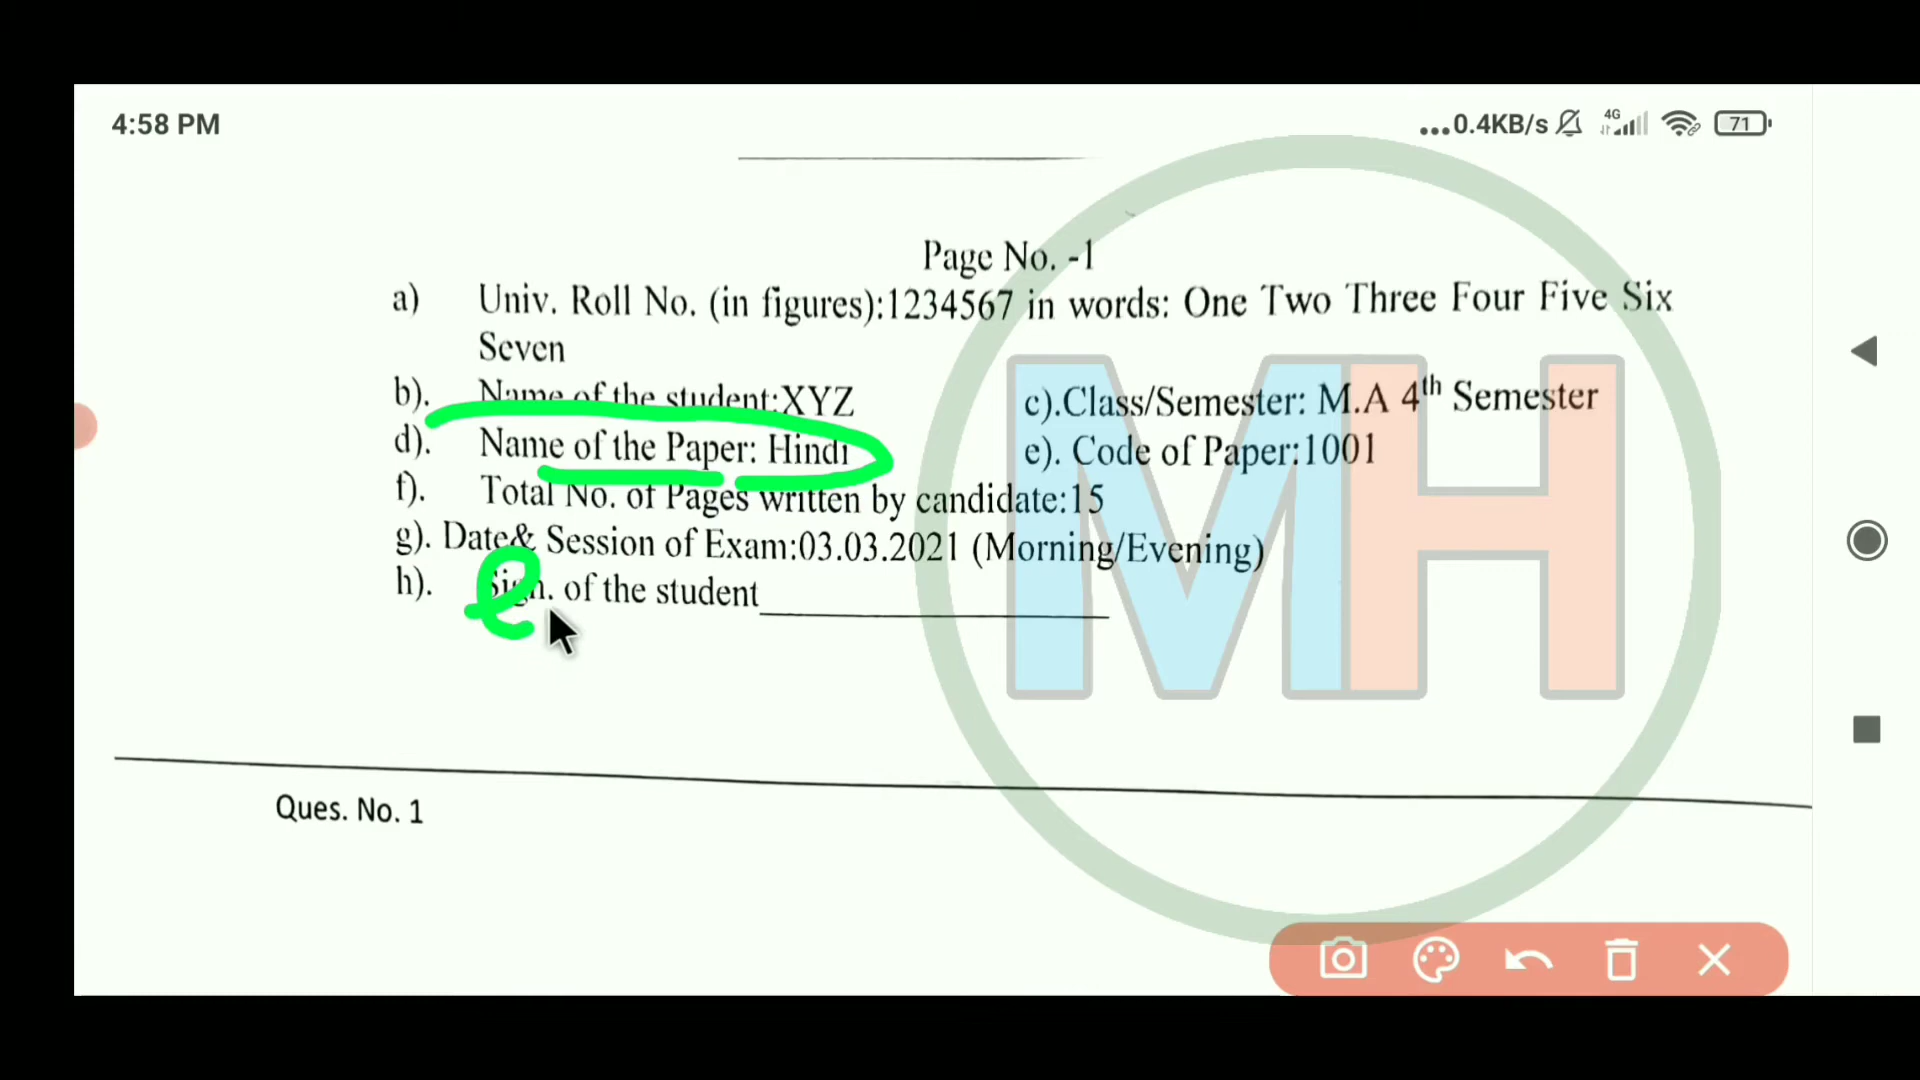 4:58 PM ...0.4KB/s 4G 71
Page No. -1
a) Univ. Roll No. (in figures):1234567 in words: One Two Three Four Five Six
Seven
b). Name of the student:XYZ c).Class/Semester: M.A 4th Semester
d). Name of the Paper: Hindi e). Code of Paper:1001
f). Total No. of Pages written by candidate:15
g). Date& Session of Exam:03.03.2021 (Morning/Evening)
h). Sign. of the student
e
MH
Ques. No. 1